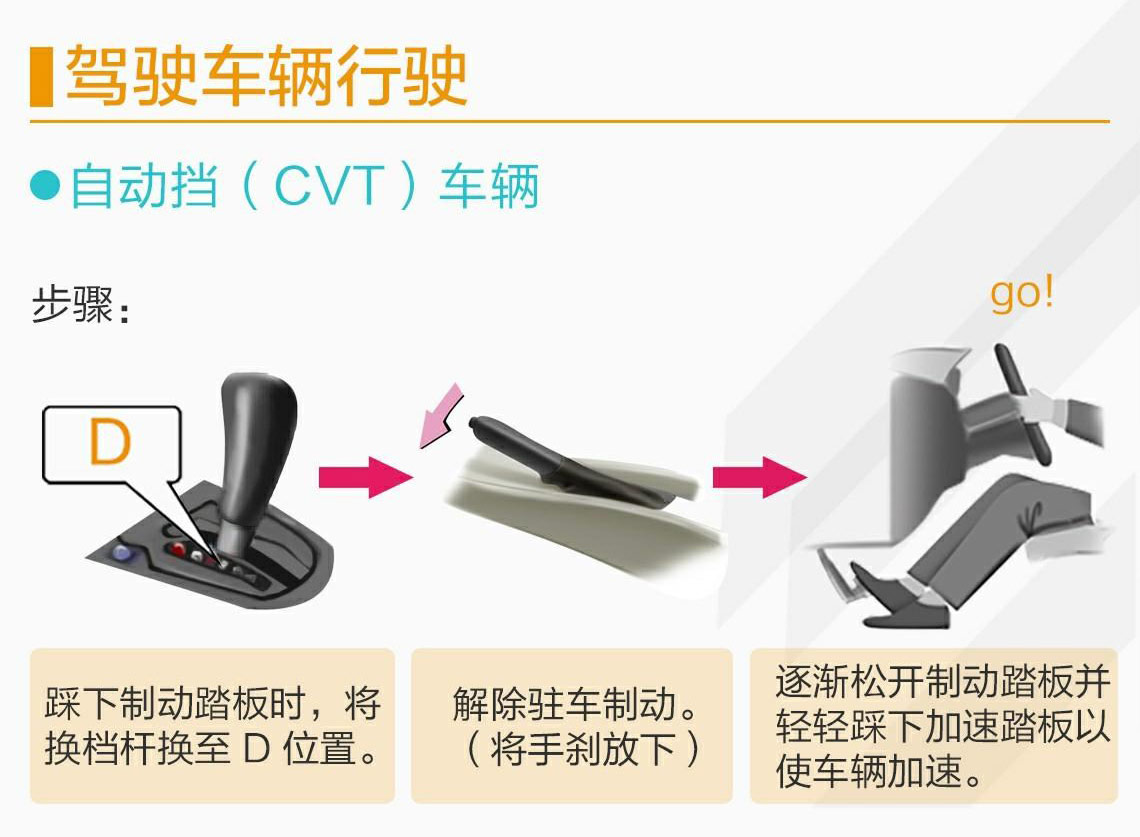 驾驶车辆行驶
自动挡（CVT）车辆
步骤：
go!
D
踩下制动踏板时，将
换档杆换至 D 位置。
解除驻车制动。
（将手刹放下）
逐渐松开制动踏板并
轻轻踩下加速踏板以
使车辆加速。